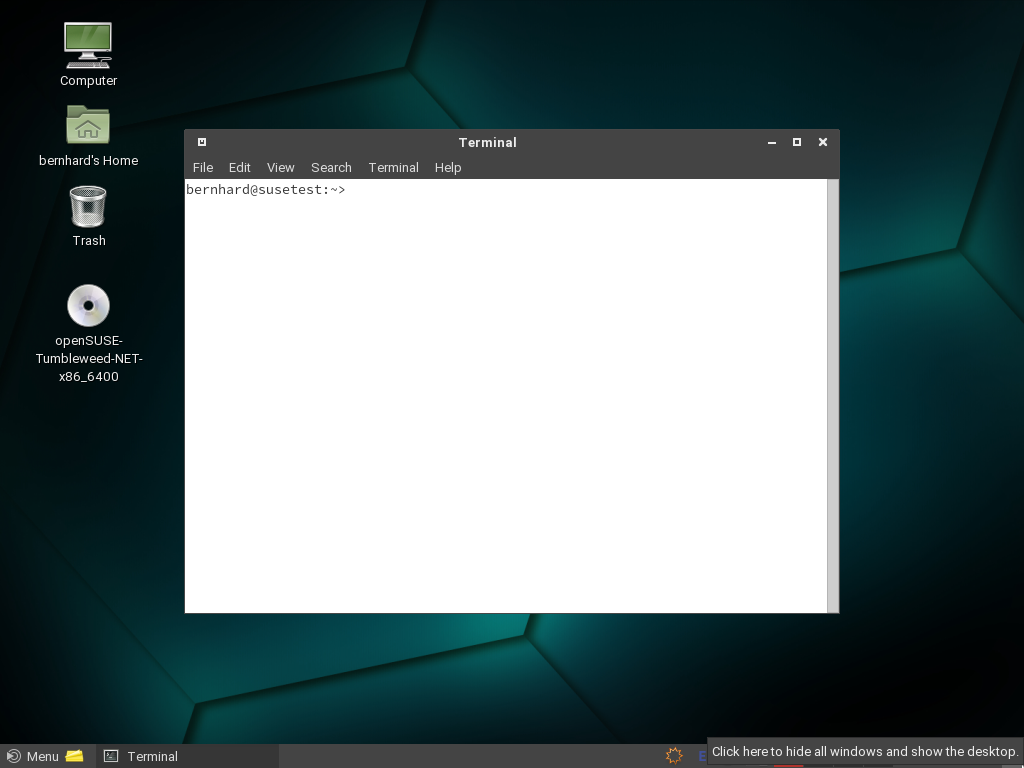 Computer
bernhard's Home
Trash
openSUSE-
Tumbleweed-NET-
x86_6400
Terminal
File Edit View Search Terminal Help
bernhard@susetest:~>
Menu Terminal
Click here to hide all windows and show the desktop.